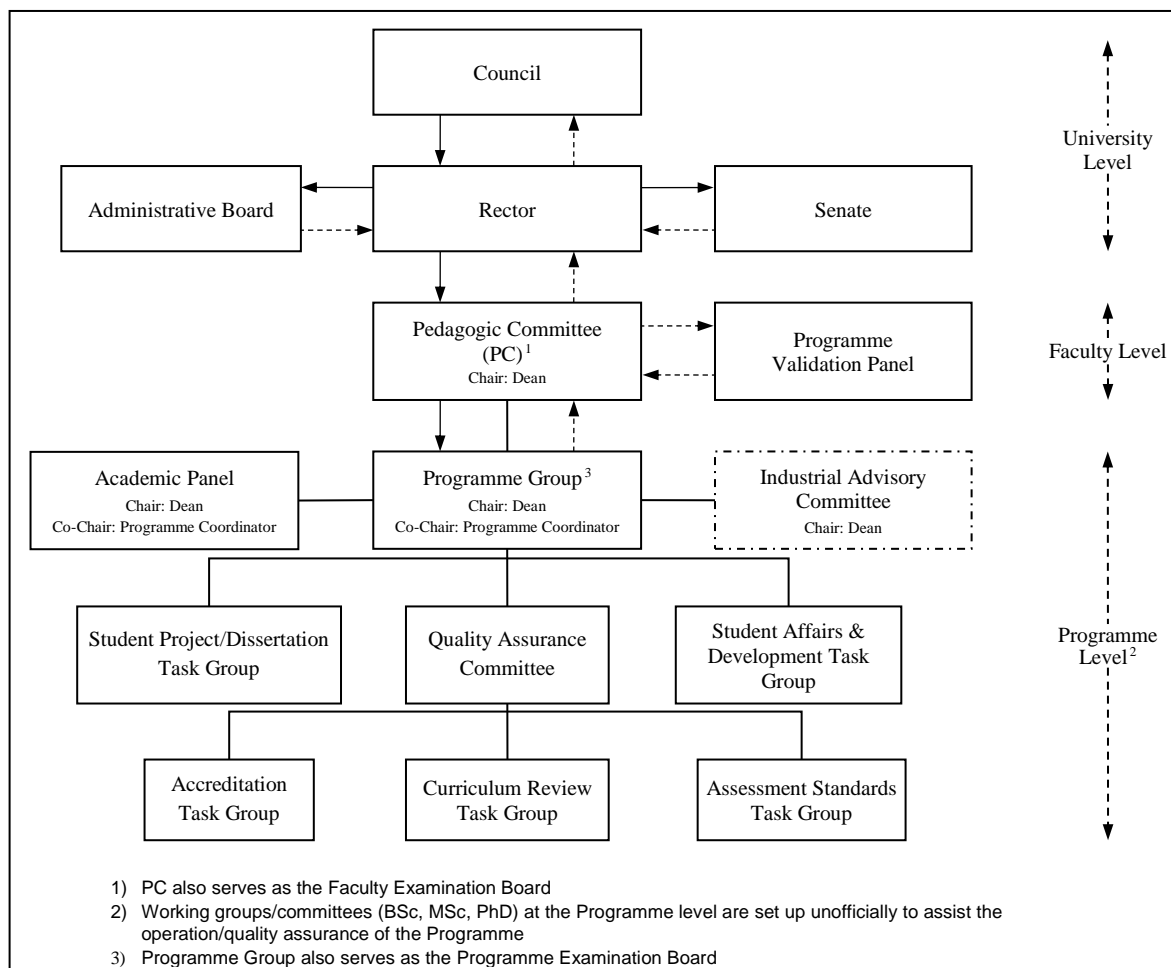 Council
University
Level
Administrative Board
Rector
Senate
Pedagogic Committee
(PC) 1
Chair: Dean
Programme
Validation Panel
Faculty Level
Academic Panel
Chair: Dean
Co-Chair: Programme Coordinator
Programme Group 3
Chair: Dean
Co-Chair: Programme Coordinator
Industrial Advisory
Committee
Chair: Dean
Student Project/Dissertation
Task Group
Quality Assurance
Committee
Student Affairs &
Development Task
Group
Programme
Level 2
Accreditation
Task Group
Curriculum Review
Task Group
Assessment Standards
Task Group
1) PC also serves as the Faculty Examination Board
2) Working groups/committees (BSc, MSc, PhD) at the Programme level are set up unofficially to assist the
operation/quality assurance of the Programme
3) Programme Group also serves as the Programme Examination Board